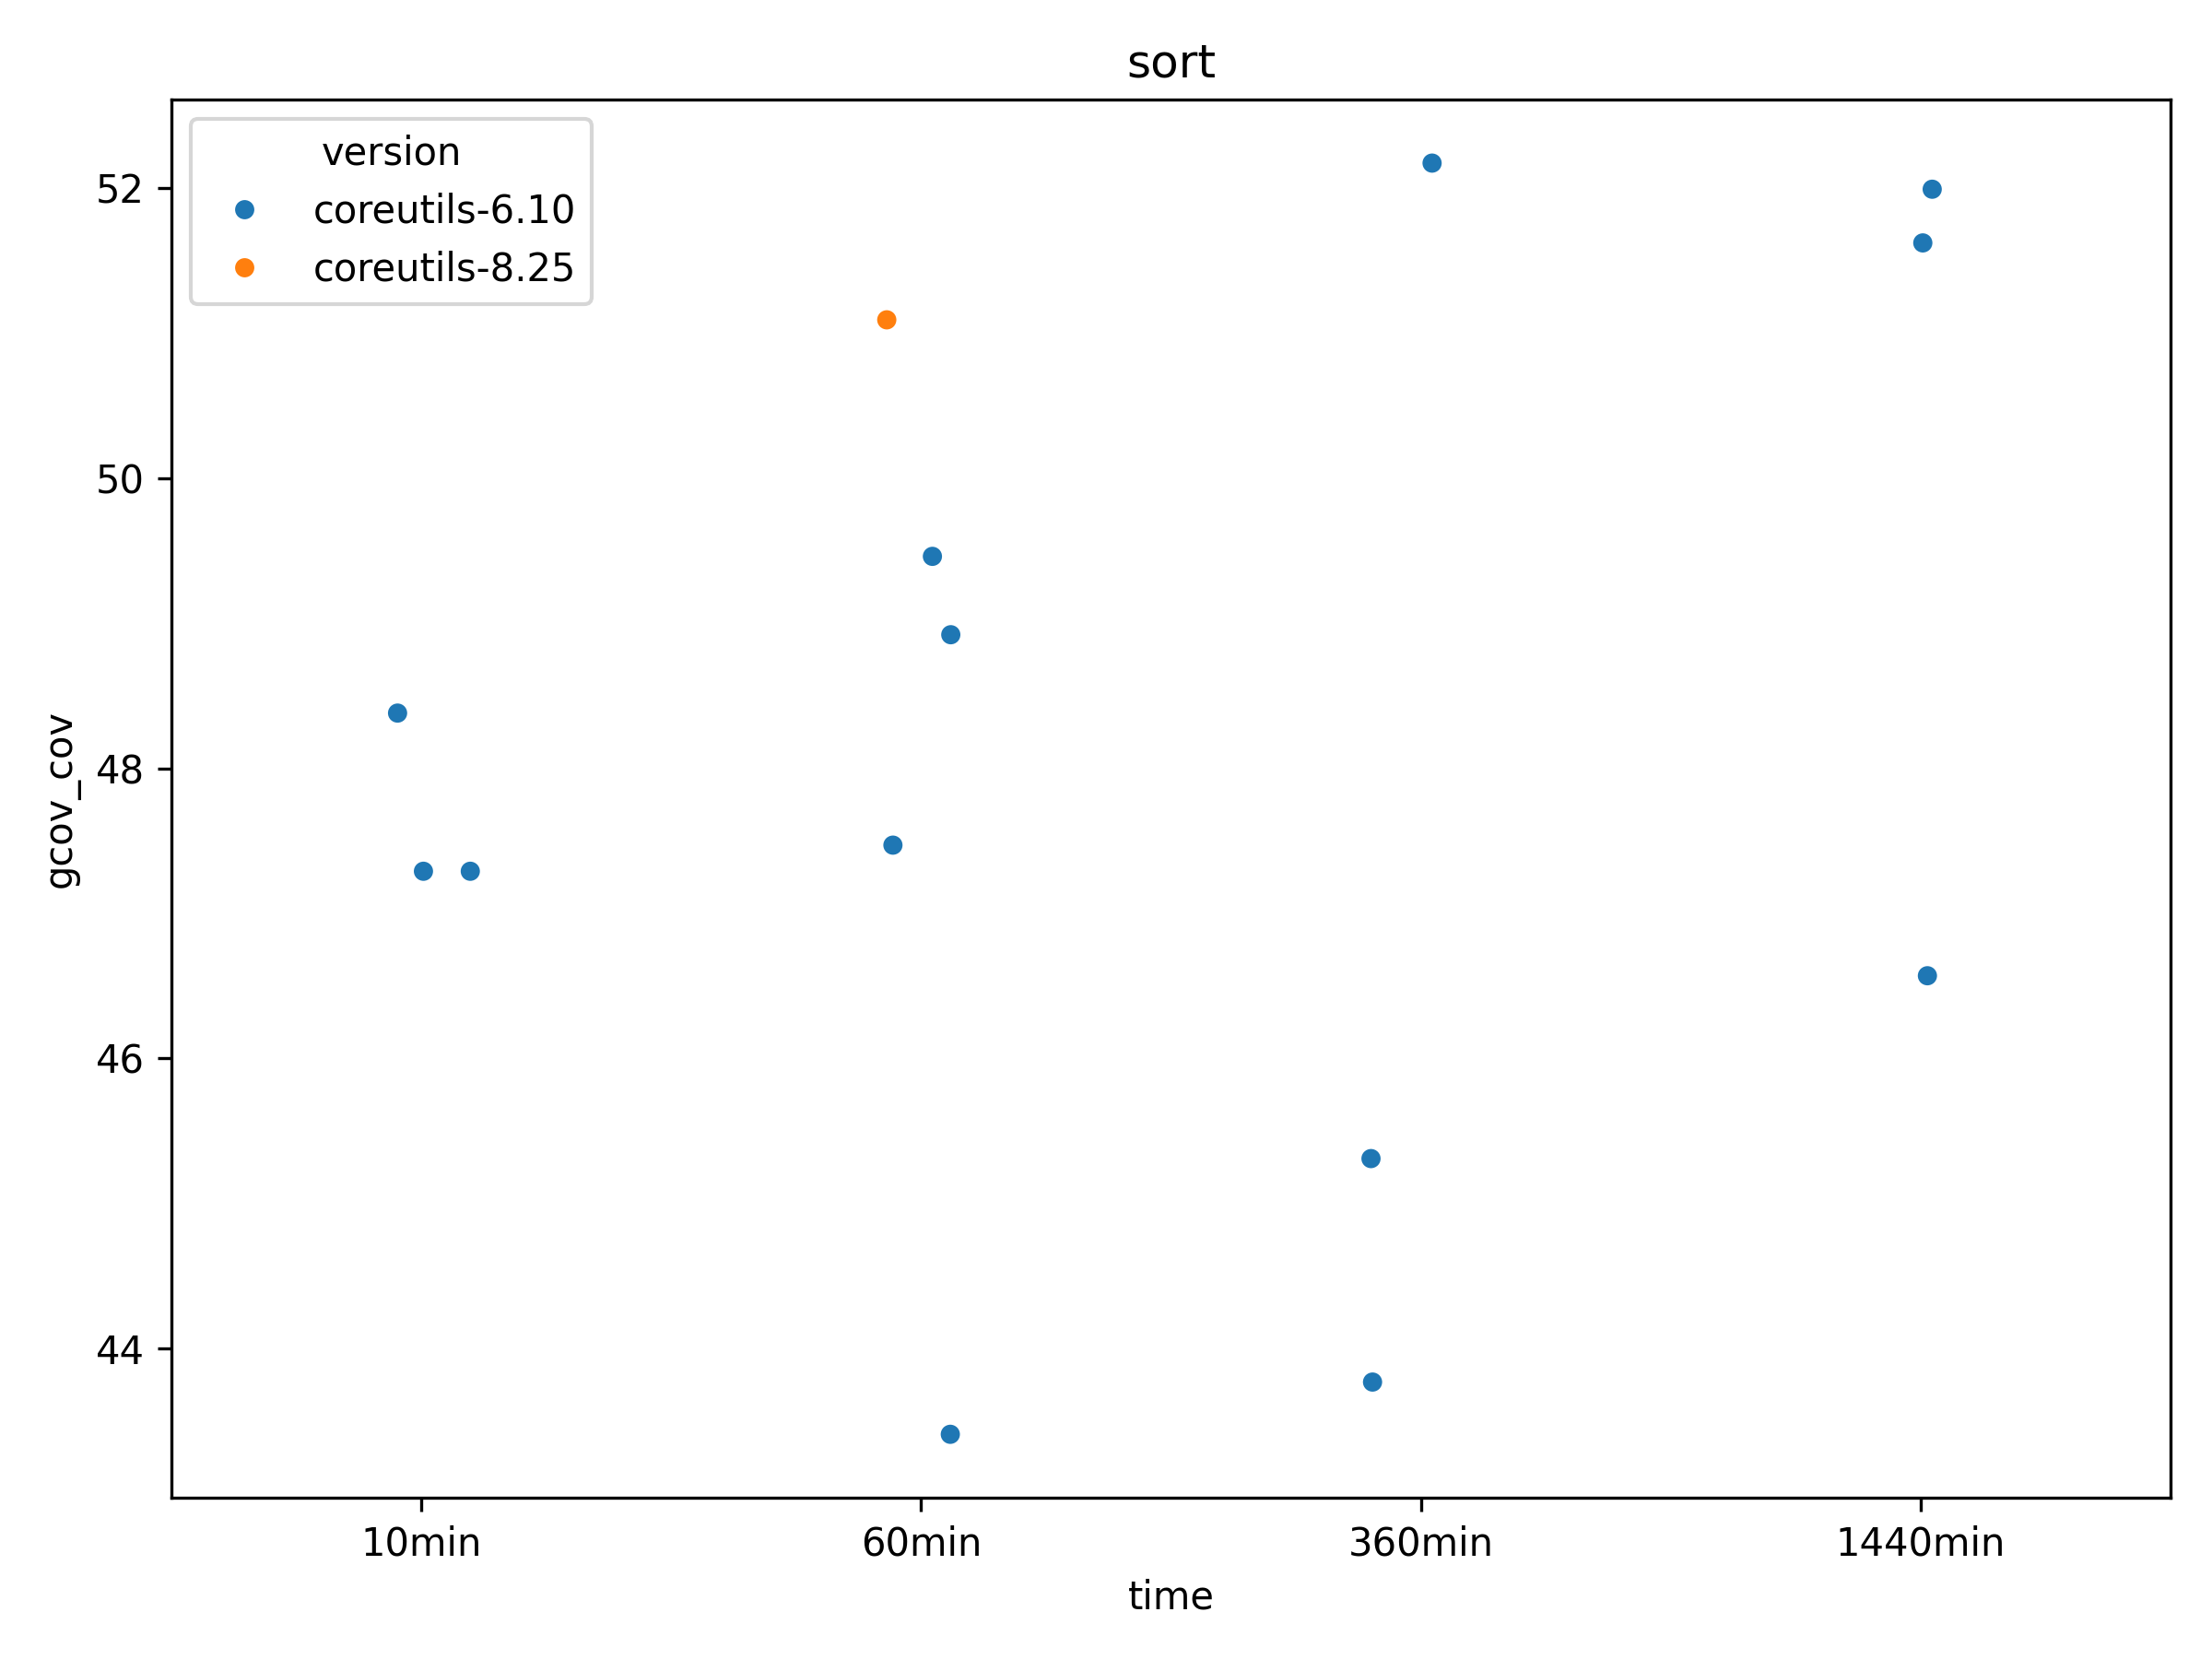 sort
version
coreutils-6.10
coreutils-8.25
52
50
48
46
44
gcov_cov
10min
60min
360min
1440min
time